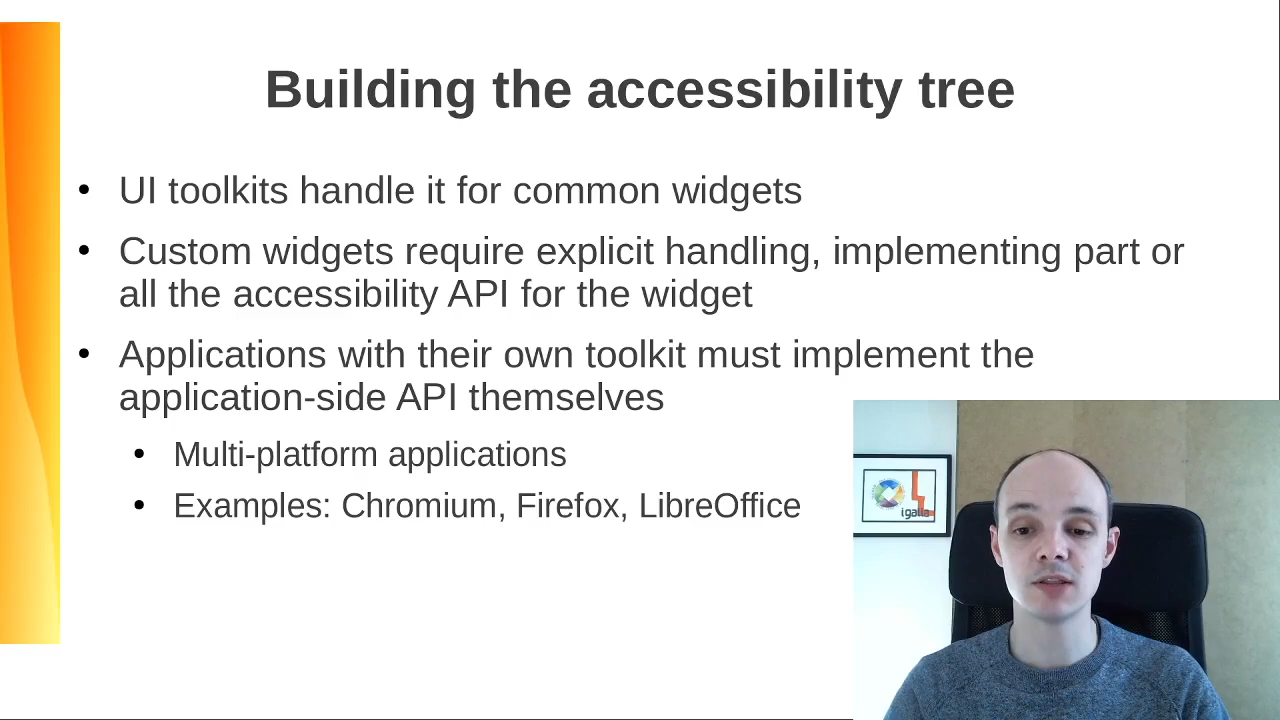 Building the accessibility tree
• UI toolkits handle it for common widgets
• Custom widgets require explicit handling, implementing part or
all the accessibility API for the widget
• Applications with their own toolkit must implement the
application-side API themselves
• Multi-platform applications
• Examples: Chromium, Firefox, LibreOffice
igalia